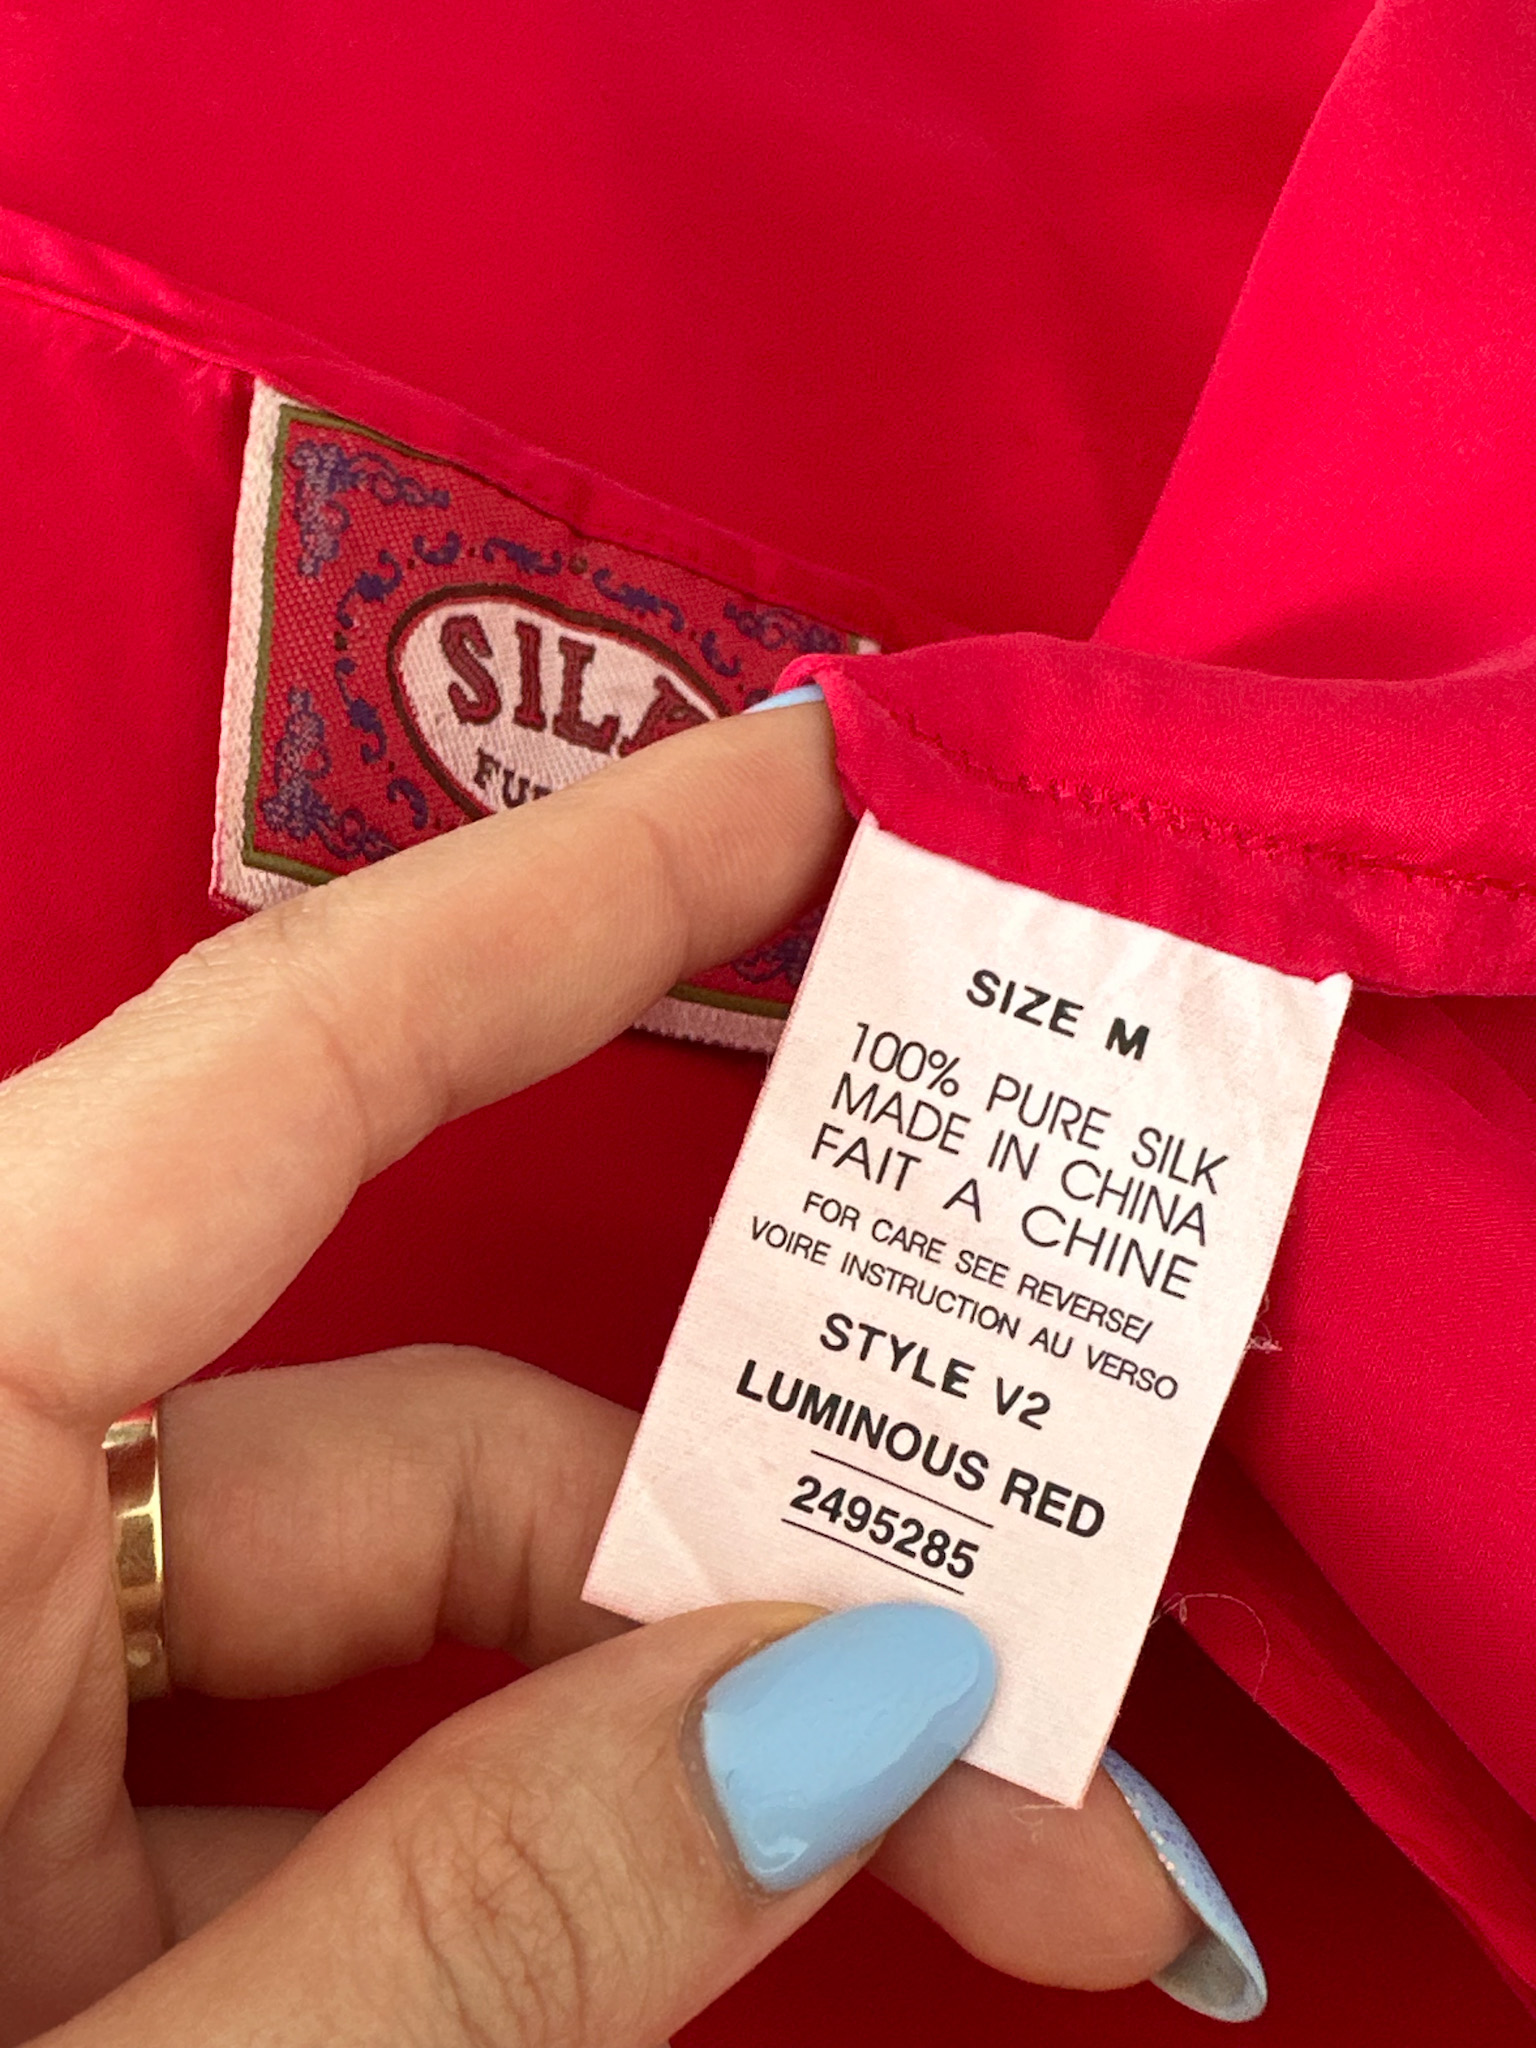 SIZE M
100% PURE SILK
MADE IN CHINA
FAIT A CHINE
FOR CARE SEE REVERSE/
VOIRE INSTRUCTION AU VERSO
STYLE V2
LUMINOUS RED
2495285